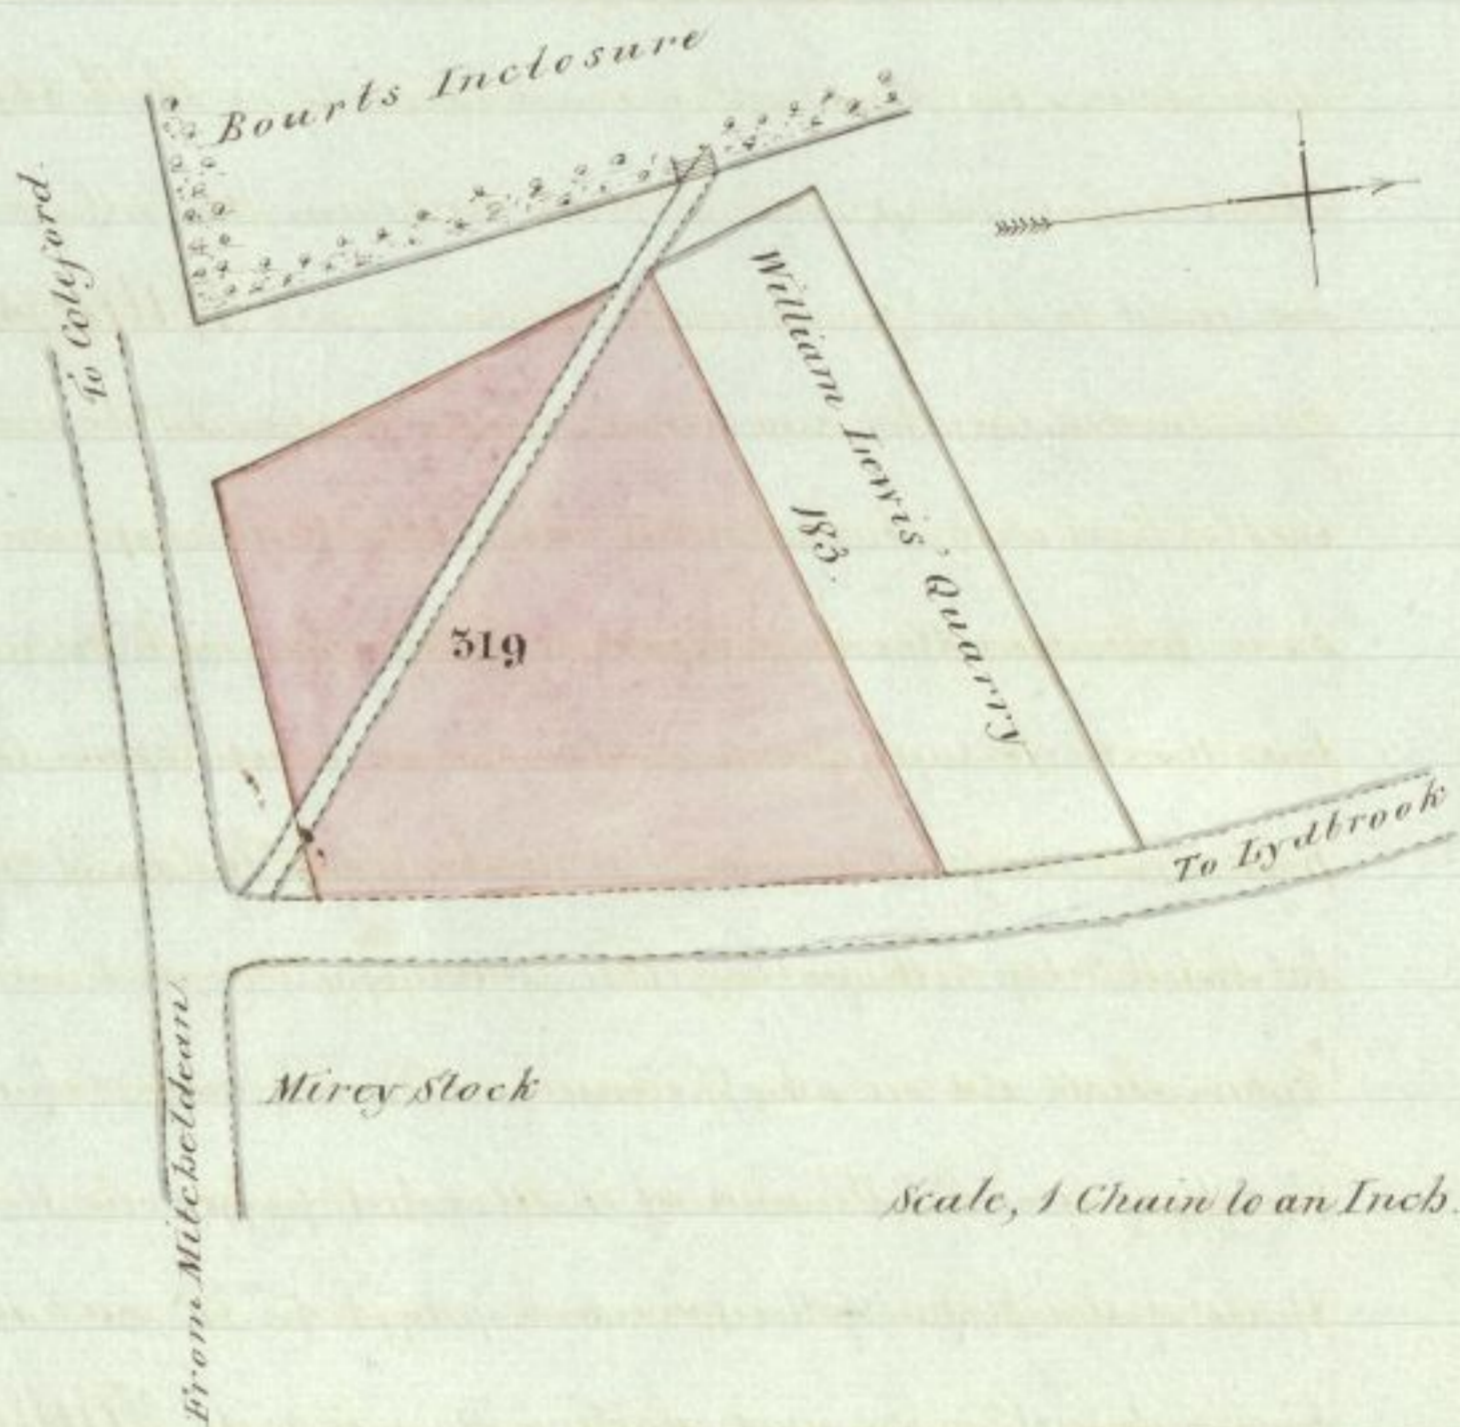 Bourts Inclosure
To Coleford
William Lewis' Quarry
183.
319
To Lydbrook
Mirey Stock
From Mitcheldean
Scale, 1 Chain to an Inch.